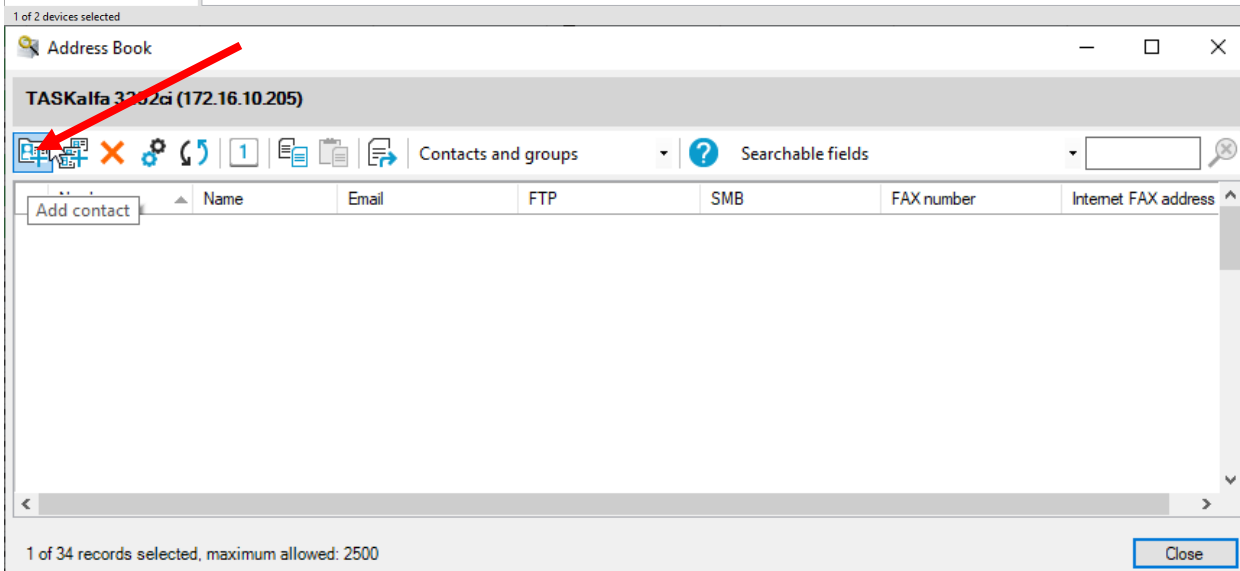 1 of 2 devices selected
Address Book
TASKalfa 3252ci (172.16.10.205)
1 Contacts and groups ? Searchable fields
Name Email FTP SMB FAX number Internet FAX address
Add contact
1 of 34 records selected, maximum allowed: 2500 Close